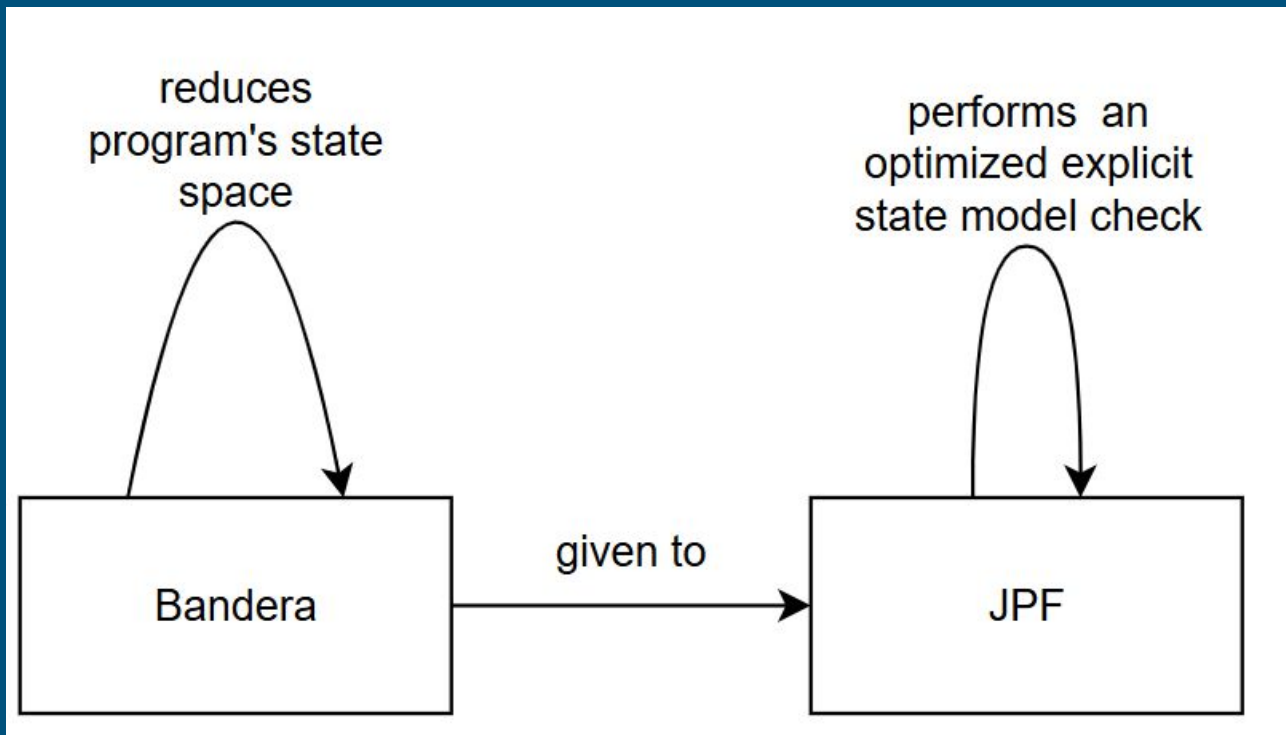 reduces
program's state
space
performs  an
optimized explicit
state model check
given to
Bandera
JPF